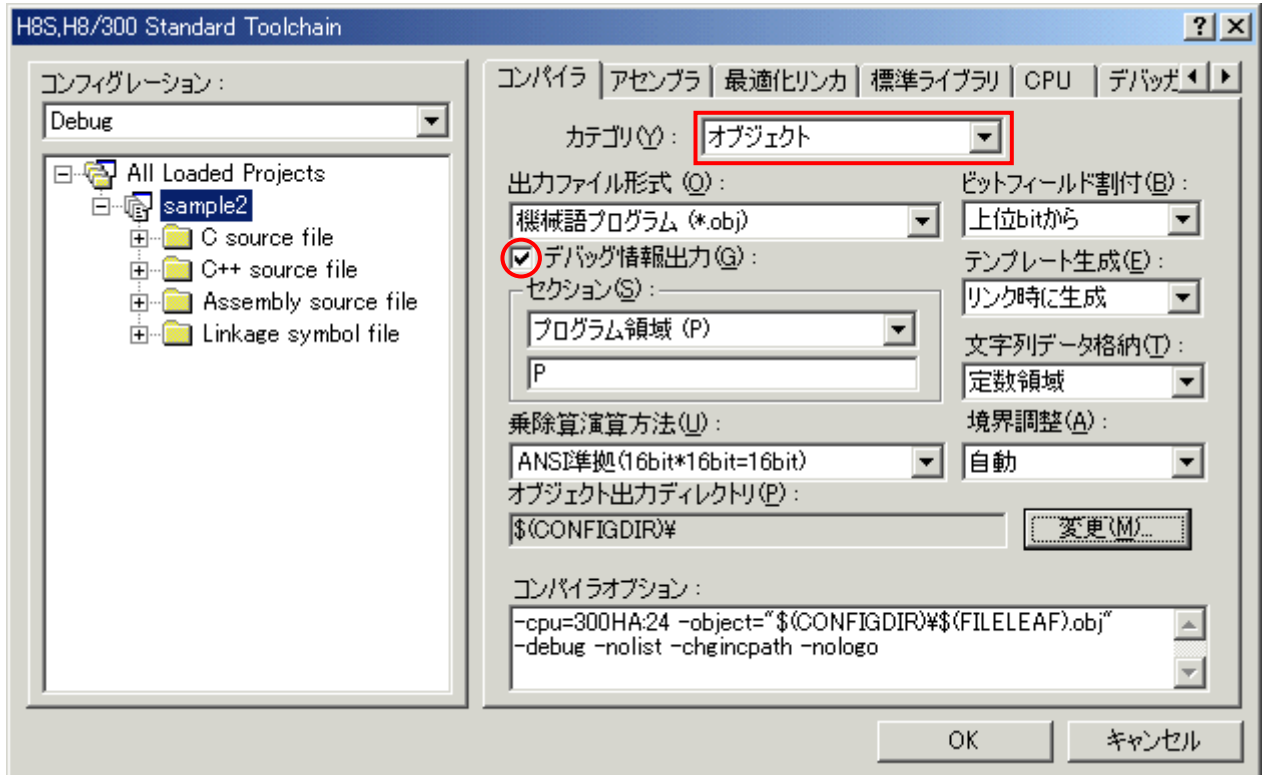 H8S,H8/300 Standard Toolchain
コンフィグレーション :
Debug
All Loaded Projects
sample2
C source file
C++ source file
Assembly source file
Linkage symbol file
コンパイラ アセンブラ 最適化リンカ 標準ライブラリ CPU デバッガ
カテゴリ(Y) : オブジェクト
出力ファイル形式 (O) :
機械語プログラム (*.obj)
デバッグ情報出力(G) :
セクション(S) :
プログラム領域 (P)
P
ビットフィールド割付(B) :
上位bitから
テンプレート生成(E) :
リンク時に生成
文字列データ格納(T) :
定数領域
乗除算演算方法(U) :
ANSI準拠(16bit*16bit=16bit)
境界調整(A) :
自動
オブジェクト出力ディレクトリ(P) :
$(CONFIGDIR)¥
変更(M)...
コンパイラオプション :
-cpu=300HA:24 -object="$(CONFIGDIR)¥$(FILELEAF).obj"
-debug -nolist -chgincpath -nologo
OK キャンセル